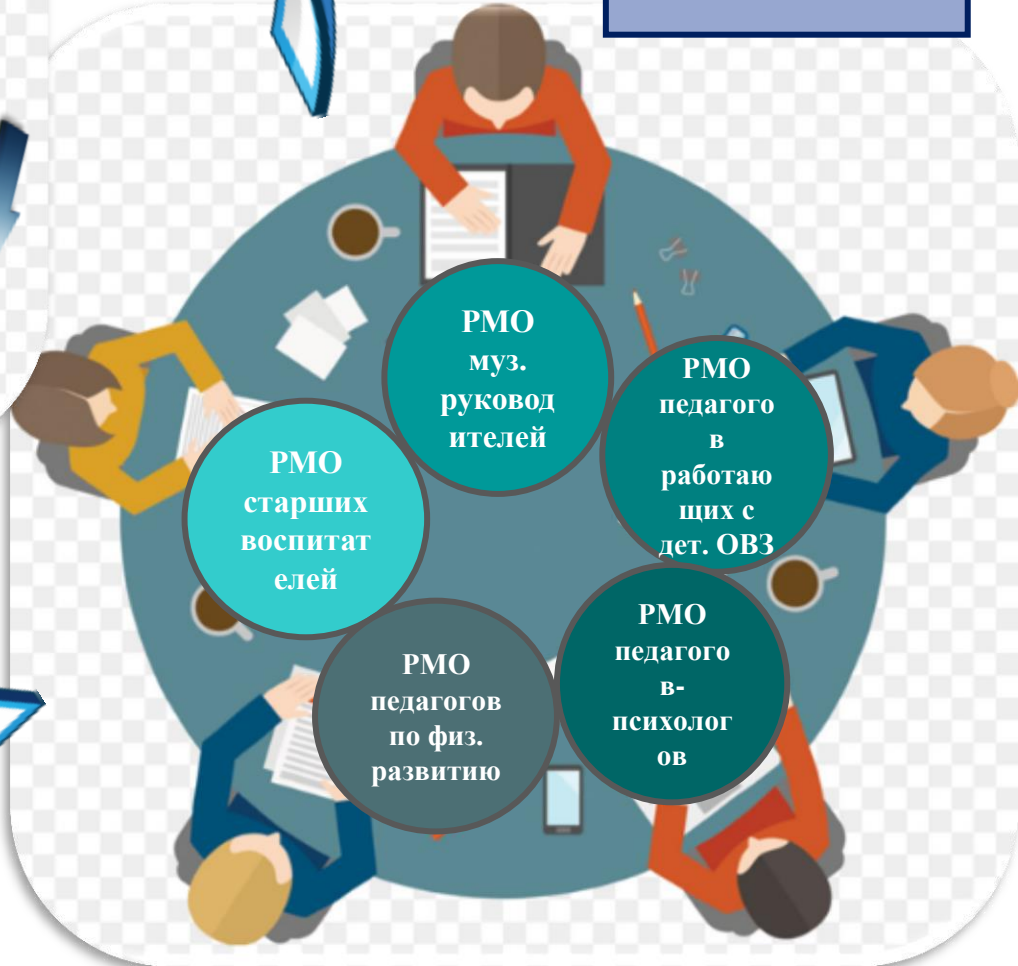 РМО
муз.
руковод
ителей
РМО
педагого
в
работаю
щих с
дет. ОВЗ
РМО
старших
воспитат
елей
РМО
педагого
в-
психолог
ов
РМО
педагогов
по физ.
развитию